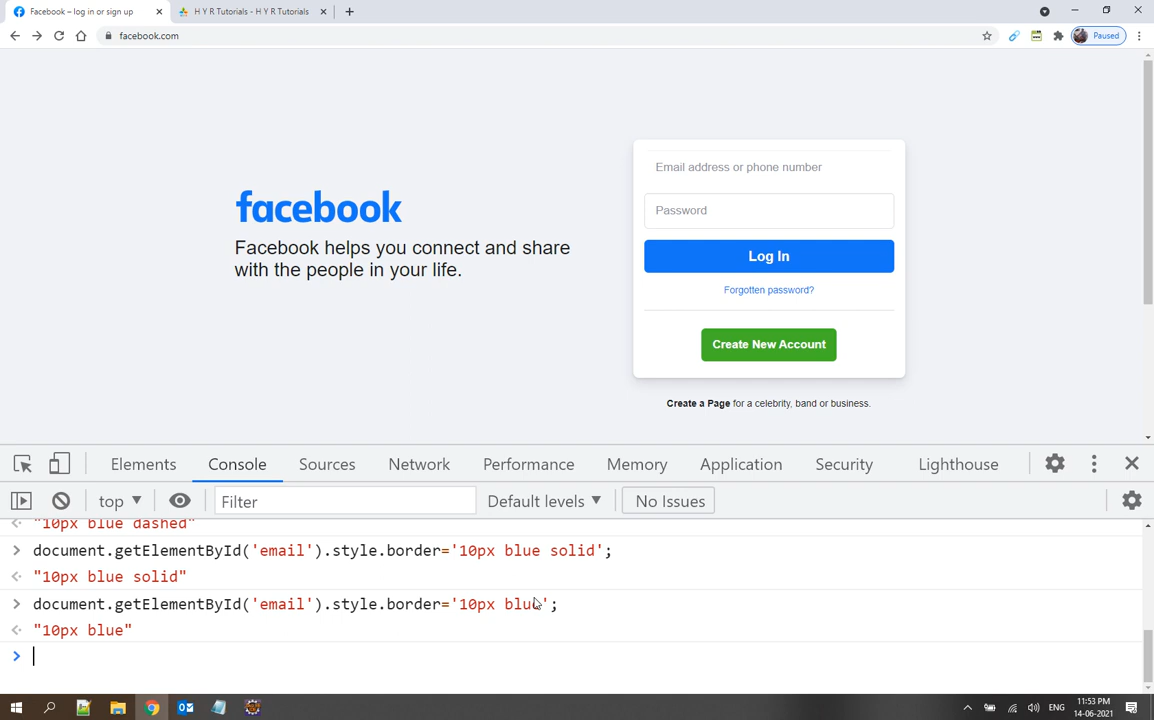 Facebook – log in or sign up
H Y R Tutorials - H Y R Tutorials
facebook.com
Paused
facebook
Facebook helps you connect and share
with the people in your life.
Email address or phone number
Password
Log In
Forgotten password?
Create New Account
Create a Page for a celebrity, band or business.
Elements
Console
Sources
Network
Performance
Memory
Application
Security
Lighthouse
top
Filter
Default levels
No Issues
"10px blue dashed"
document.getElementById('email').style.border='10px blue solid';
"10px blue solid"
document.getElementById('email').style.border='10px blue';
"10px blue"
ENG
11:53 PM
14-06-2021